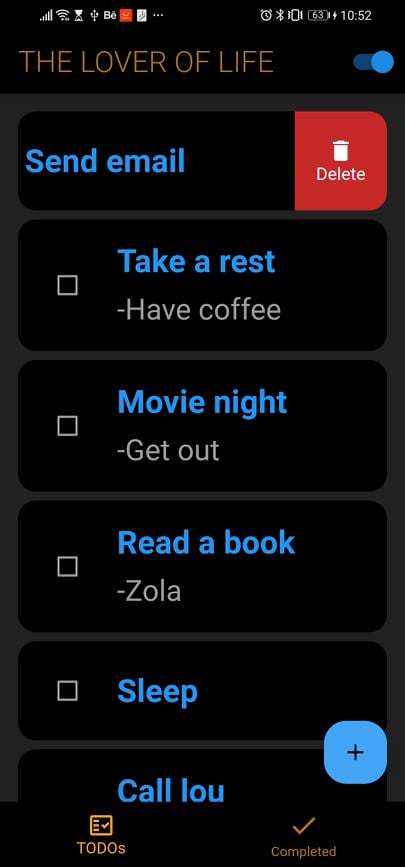 Bē 63 10:52
THE LOVER OF LIFE
Send email
Delete
Take a rest
-Have coffee
Movie night
-Get out
Read a book
-Zola
Sleep
Call lou
TODOs
Completed